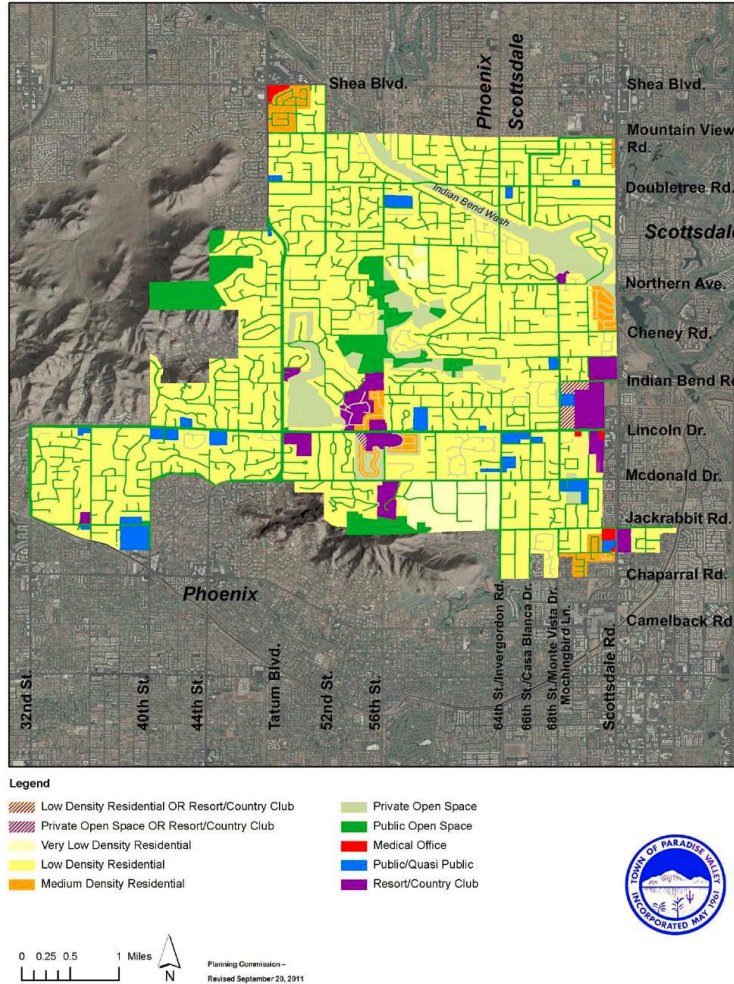 Shea Blvd.
Phoenix
Scottsdale
Shea Blvd.
Mountain View
Rd.
Doubletree Rd.
Indian Bend Wash
Scottsdale
Northern Ave.
Cheney Rd.
Indian Bend Rd
Lincoln Dr.
Mcdonald Dr.
Jackrabbit Rd.
Phoenix
Chaparral Rd.
Camelback Rd
32nd St.
40th St.
44th St.
Tatum Blvd.
52nd St.
56th St.
64th St./Invergordon Rd.
66th St./Casa Blanca Dr.
68th St./Monte Vista Dr.
Mochingbird Ln.
Scottsdale Rd.
Legend
Low Density Residential OR Resort/Country Club
Private Open Space OR Resort/Country Club
Very Low Density Residential
Low Density Residential
Medium Density Residential
Private Open Space
Public Open Space
Medical Office
Public/Quasi Public
Resort/Country Club
TOWN OF PARADISE VALLEY
INCORPORATED MAY 1961
0 0.25 0.5 1 Miles
N
Planning Commission –
Revised September 20, 2011